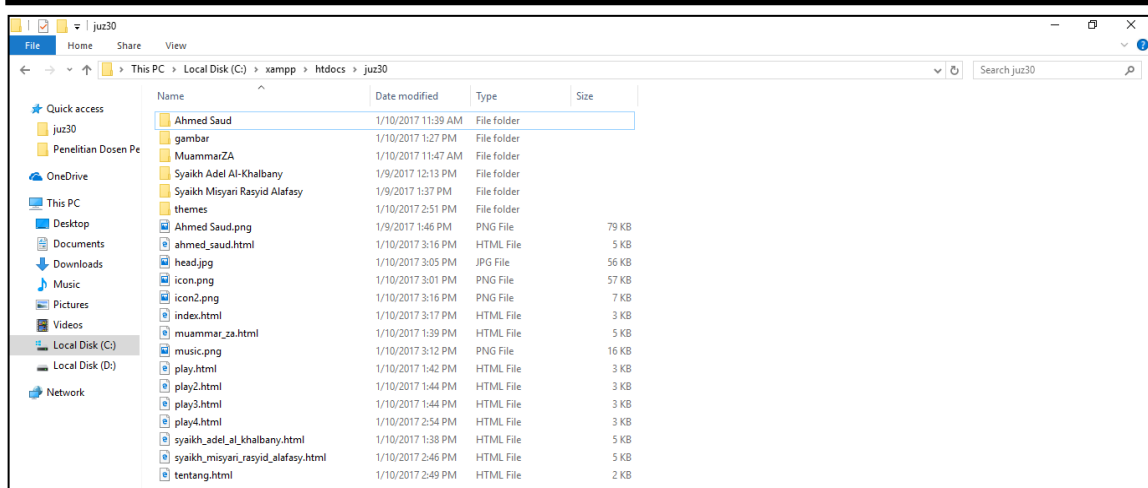 juz30
File Home Share View
This PC > Local Disk (C:) > xampp > htdocs > juz30 Search juz30
Name Date modified Type Size
Quick access
juz30
Penelitian Dosen Pe
OneDrive
This PC
Desktop
Documents
Downloads
Music
Pictures
Videos
Local Disk (C:)
Local Disk (D:)
Network
Ahmed Saud 1/10/2017 11:39 AM File folder
gambar 1/10/2017 1:27 PM File folder
MuammarZA 1/10/2017 11:47 AM File folder
Syaikh Adel Al-Khalbany 1/9/2017 12:13 PM File folder
Syaikh Misyari Rasyid Alafasy 1/9/2017 1:37 PM File folder
themes 1/10/2017 2:51 PM File folder
Ahmed Saud.png 1/9/2017 1:46 PM PNG File 79 KB
ahmed_saud.html 1/10/2017 3:16 PM HTML File 5 KB
head.jpg 1/10/2017 3:05 PM JPG File 56 KB
icon.png 1/10/2017 3:01 PM PNG File 57 KB
icon2.png 1/10/2017 3:16 PM PNG File 7 KB
index.html 1/10/2017 3:17 PM HTML File 3 KB
muammar_za.html 1/10/2017 1:39 PM HTML File 5 KB
music.png 1/10/2017 3:12 PM PNG File 16 KB
play.html 1/10/2017 1:42 PM HTML File 3 KB
play2.html 1/10/2017 1:44 PM HTML File 3 KB
play3.html 1/10/2017 1:44 PM HTML File 3 KB
play4.html 1/10/2017 2:54 PM HTML File 3 KB
syaikh_adel_al_khalbany.html 1/10/2017 1:38 PM HTML File 5 KB
syaikh_misyari_rasyid_alafasy.html 1/10/2017 2:46 PM HTML File 5 KB
tentang.html 1/10/2017 2:49 PM HTML File 2 KB